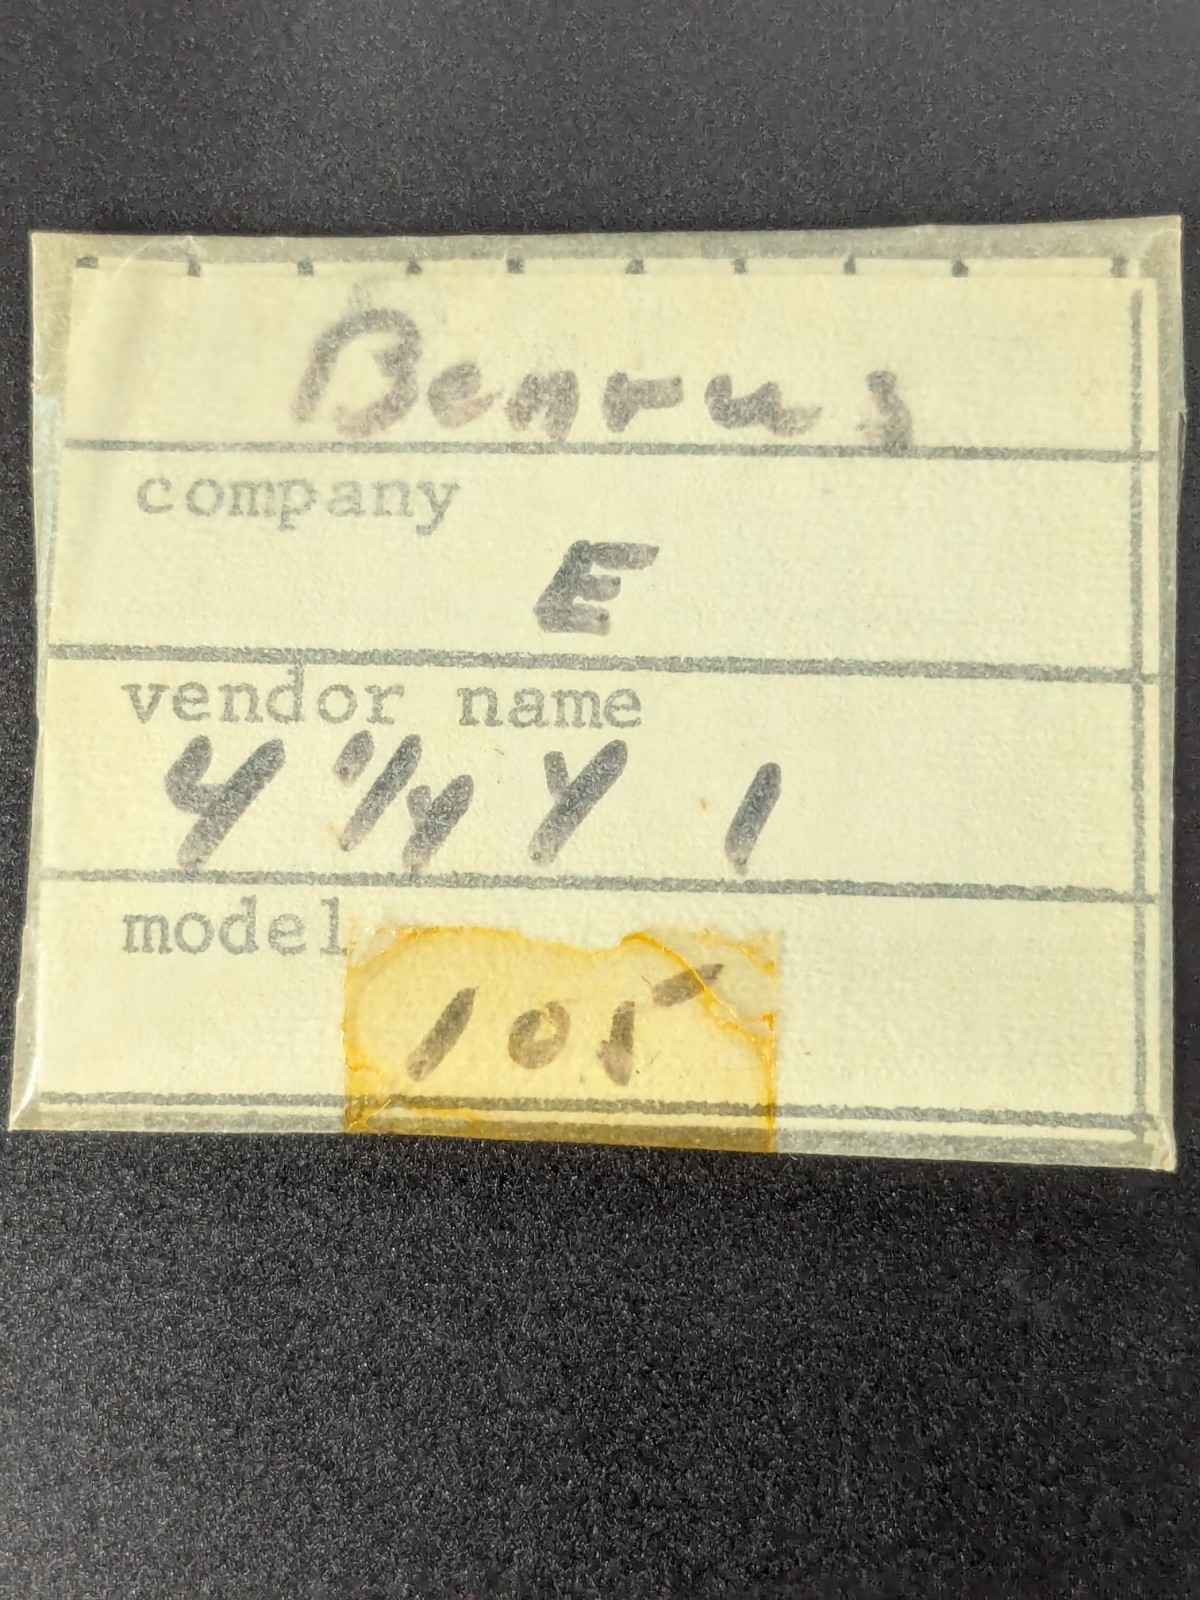 Benrus
company
E
vendor name
4 1/4 Y 1
model
105